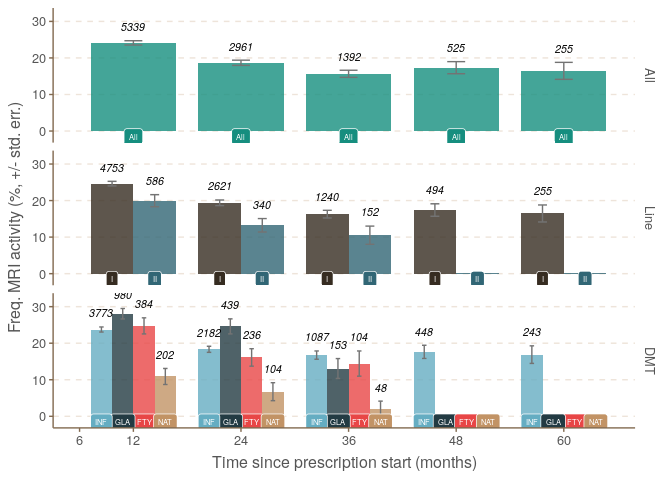 5339
2961
1392
525
255
30
20
10
0
All
All
All
All
All
All
4753
586
2621
340
1240
152
494
255
30
20
10
0
I
II
I
II
I
II
I
II
I
II
Line
980
3773
384
202
439
2182
236
104
1087
153
104
48
448
243
30
20
10
0
INF GLA FTY NAT
INF GLA FTY NAT
INF GLA FTY NAT
INF GLA FTY NAT
INF GLA FTY NAT
DMT
Freq. MRI activity (%, +/- std. err.)
6 12 24 36 48 60
Time since prescription start (months)